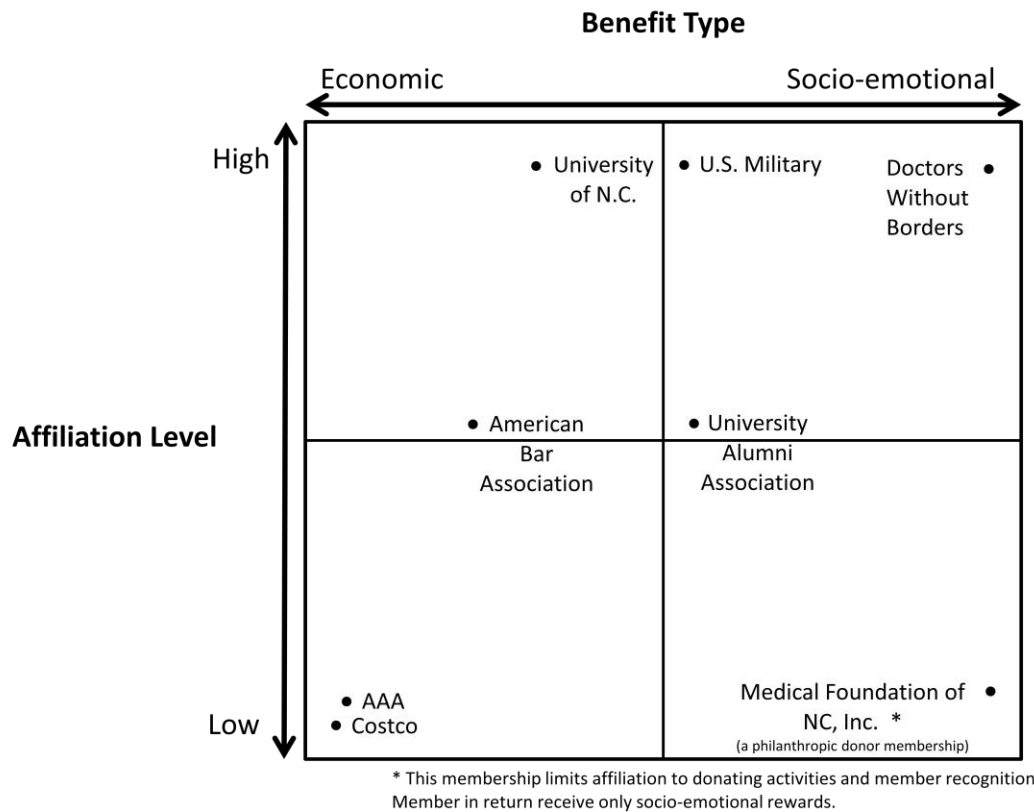 Benefit Type
Economic
Socio-emotional
High
University
of N.C.
U.S. Military
Doctors
Without
Borders
Affiliation Level
American
Bar
Association
University
Alumni
Association
AAA
Costco
Low
Medical Foundation of
NC, Inc. *
(a philanthropic donor membership)
* This membership limits affiliation to donating activities and member recognition
Member in return receive only socio-emotional rewards.